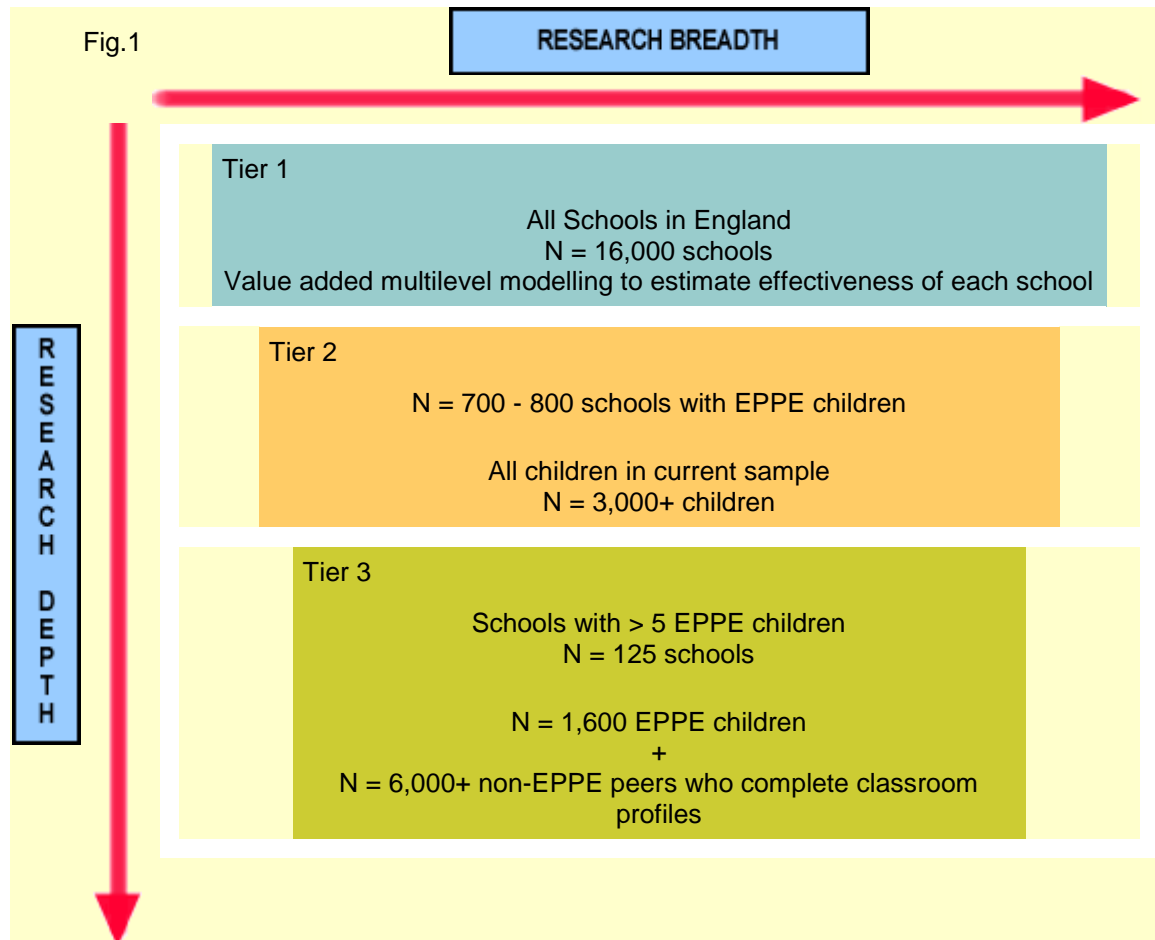 Fig.1
RESEARCH BREADTH
RESEARCH DEPTH
Tier 1
All Schools in England
N = 16,000 schools
Value added multilevel modelling to estimate effectiveness of each school
Tier 2
N = 700 - 800 schools with EPPE children
All children in current sample
N = 3,000+ children
Tier 3
Schools with > 5 EPPE children
N = 125 schools
N = 1,600 EPPE children
+
N = 6,000+ non-EPPE peers who complete classroom
profiles